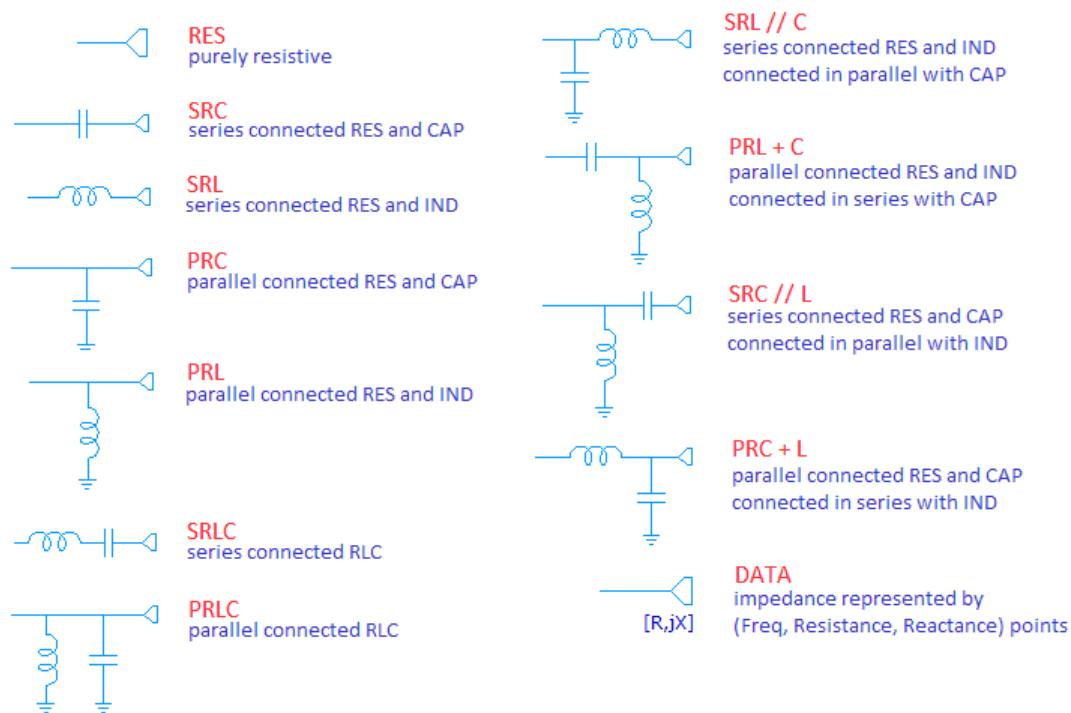 RES
purely resistive
SRC
series connected RES and CAP
SRL
series connected RES and IND
PRC
parallel connected RES and CAP
PRL
parallel connected RES and IND
SRLC
series connected RLC
PRLC
parallel connected RLC
SRL // C
series connected RES and IND
connected in parallel with CAP
PRL + C
parallel connected RES and IND
connected in series with CAP
SRC // L
series connected RES and CAP
connected in parallel with IND
PRC + L
parallel connected RES and CAP
connected in series with IND
DATA
impedance represented by
[R,jX] (Freq, Resistance, Reactance) points